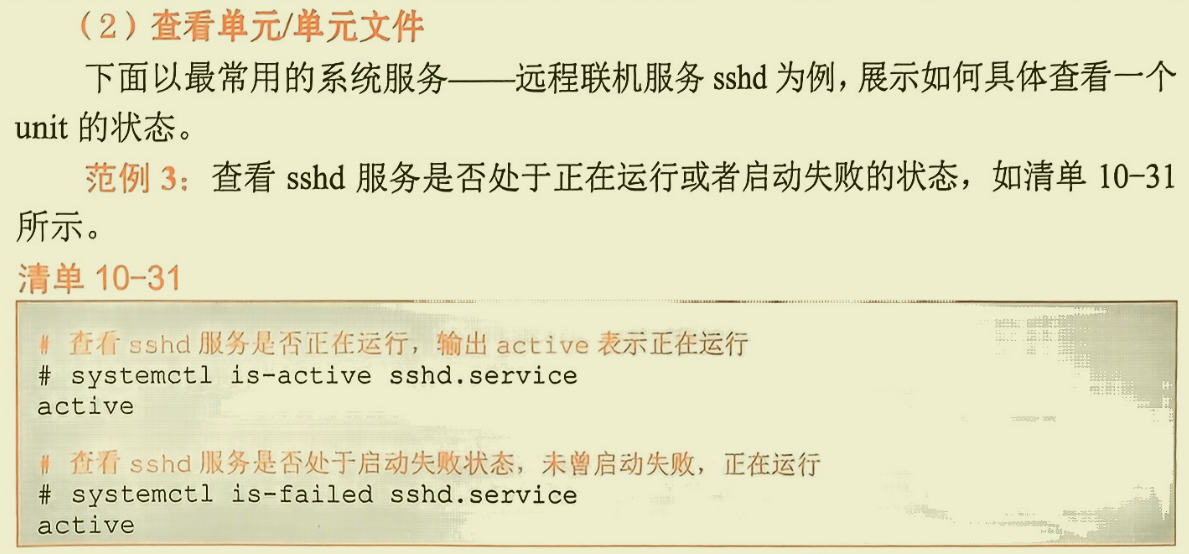 （2）查看单元/单元文件
下面以最常用的系统服务——远程联机服务 sshd 为例，展示如何具体查看一个
unit 的状态。
范例 3：查看 sshd 服务是否处于正在运行或者启动失败的状态，如清单 10-31
所示。
清单 10-31
# 查看 sshd 服务是否正在运行，输出 active 表示正在运行
# systemctl is-active sshd.service
active
# 查看 sshd 服务是否处于启动失败状态，未曾启动失败，正在运行
# systemctl is-failed sshd.service
active